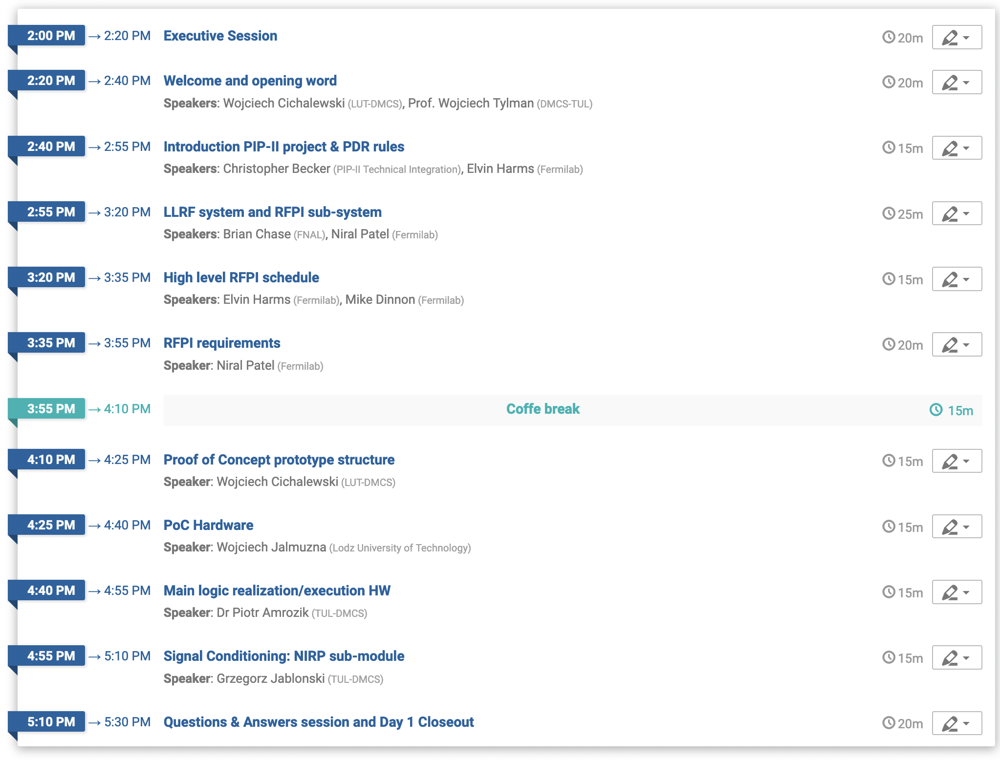 2:00 PM → 2:20 PM Executive Session 20m
2:20 PM → 2:40 PM Welcome and opening word 20m
Speakers: Wojciech Cichalewski (LUT-DMCS), Prof. Wojciech Tylman (DMCS-TUL)
2:40 PM → 2:55 PM Introduction PIP-II project & PDR rules 15m
Speakers: Christopher Becker (PIP-II Technical Integration), Elvin Harms (Fermilab)
2:55 PM → 3:20 PM LLRF system and RFPI sub-system 25m
Speakers: Brian Chase (FNAL), Niral Patel (Fermilab)
3:20 PM → 3:35 PM High level RFPI schedule 15m
Speakers: Elvin Harms (Fermilab), Mike Dinnon (Fermilab)
3:35 PM → 3:55 PM RFPI requirements 20m
Speaker: Niral Patel (Fermilab)
3:55 PM → 4:10 PM Coffe break 15m
4:10 PM → 4:25 PM Proof of Concept prototype structure 15m
Speaker: Wojciech Cichalewski (LUT-DMCS)
4:25 PM → 4:40 PM PoC Hardware 15m
Speaker: Wojciech Jalmuzna (Lodz University of Technology)
4:40 PM → 4:55 PM Main logic realization/execution HW 15m
Speaker: Dr Piotr Amrozik (TUL-DMCS)
4:55 PM → 5:10 PM Signal Conditioning: NIRP sub-module 15m
Speaker: Grzegorz Jablonski (TUL-DMCS)
5:10 PM → 5:30 PM Questions & Answers session and Day 1 Closeout 20m